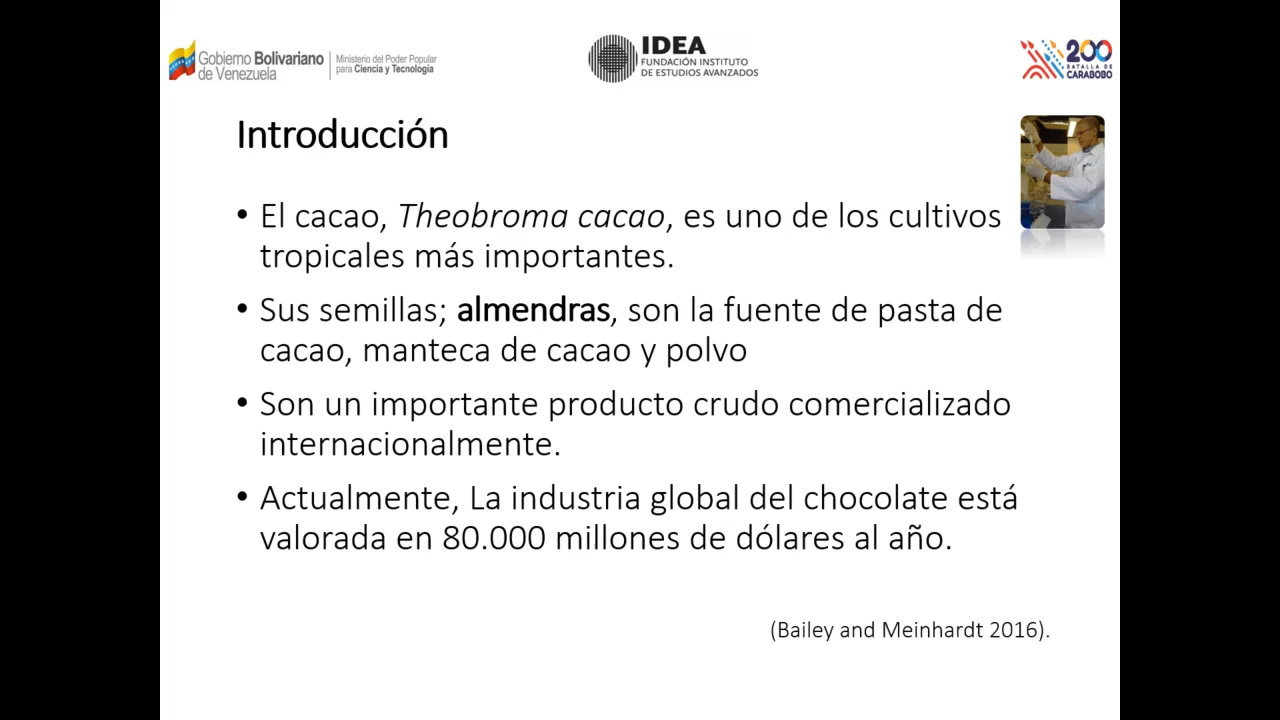 Gobierno Bolivariano
de Venezuela
Ministerio del Poder Popular
para Ciencia y Tecnología
IDEA
FUNDACIÓN INSTITUTO
DE ESTUDIOS AVANZADOS
200
BATALLA DE
CARABOBO
Introducción
• El cacao, Theobroma cacao, es uno de los cultivos
tropicales más importantes.
• Sus semillas; almendras, son la fuente de pasta de
cacao, manteca de cacao y polvo
• Son un importante producto crudo comercializado
internacionalmente.
• Actualmente, La industria global del chocolate está
valorada en 80.000 millones de dólares al año.
(Bailey and Meinhardt 2016).